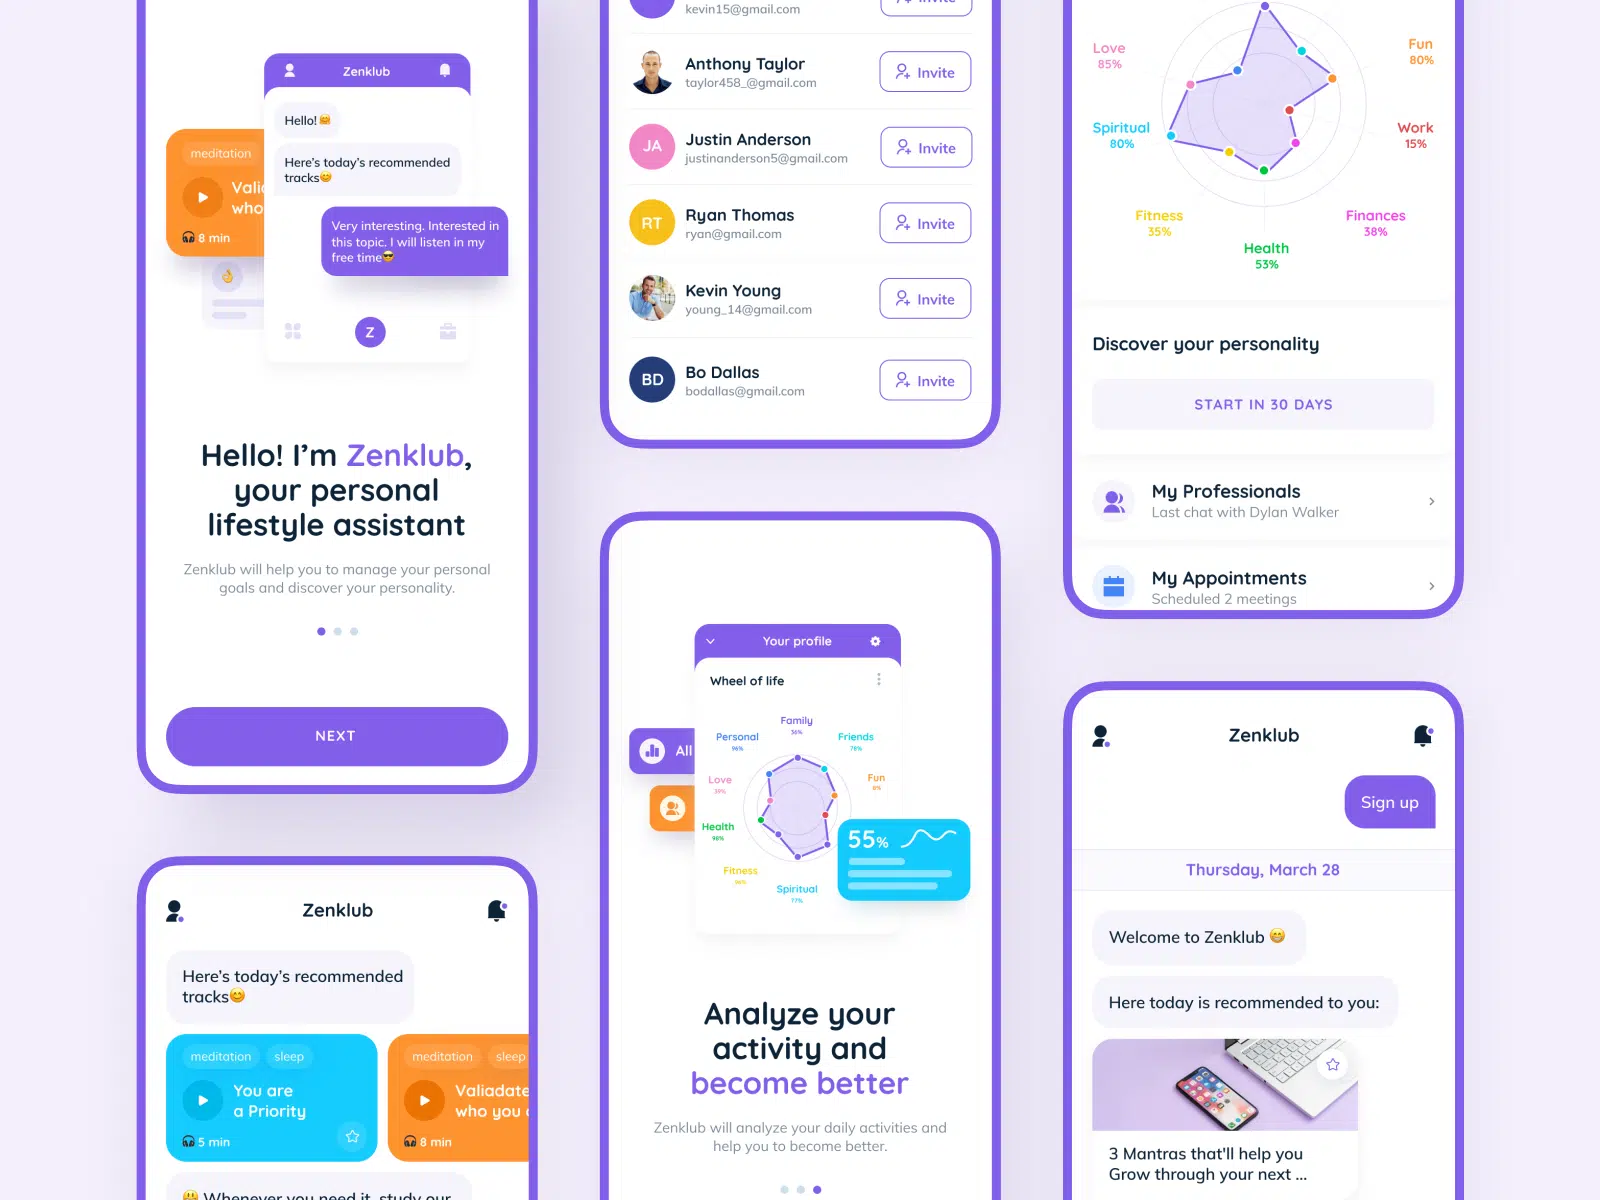 Zenklub
Hello! 🤗
meditation
Here's today's recommended
tracks😊
Valid
who
8 min
Very interesting. Interested in
this topic. I will listen in my
free time😎
Z
Hello! I'm Zenklub,
your personal
lifestyle assistant
Zenklub will help you to manage your personal
goals and discover your personality.
NEXT
Zenklub
Here's today's recommended
tracks😊
meditation sleep
You are
a Priority
5 min
meditation sleep
Valiadate
who you
8 min
Whenever you need it, study our
kevin15@gmail.com
Invite
Anthony Taylor
taylor458_@gmail.com
Invite
JA
Justin Anderson
justinanderson5@gmail.com
Invite
RT
Ryan Thomas
ryan@gmail.com
Invite
Kevin Young
young_14@gmail.com
Invite
BD
Bo Dallas
bodallas@gmail.com
Invite
Your profile
Wheel of life
Family
36%
Personal
96%
Friends
78%
All
Love
39%
Fun
Health
98%
55%
Fitness
Spiritual
77%
Analyze your
activity and
become better
Zenklub will analyze your daily activities and
help you to become better.
Love
85%
Fun
80%
Spiritual
80%
Work
15%
Fitness
35%
Finances
38%
Health
53%
Discover your personality
START IN 30 DAYS
My Professionals
Last chat with Dylan Walker
My Appointments
Scheduled 2 meetings
Zenklub
Sign up
Thursday, March 28
Welcome to Zenklub 😁
Here today is recommended to you:
3 Mantras that'll help you
Grow through your next ...